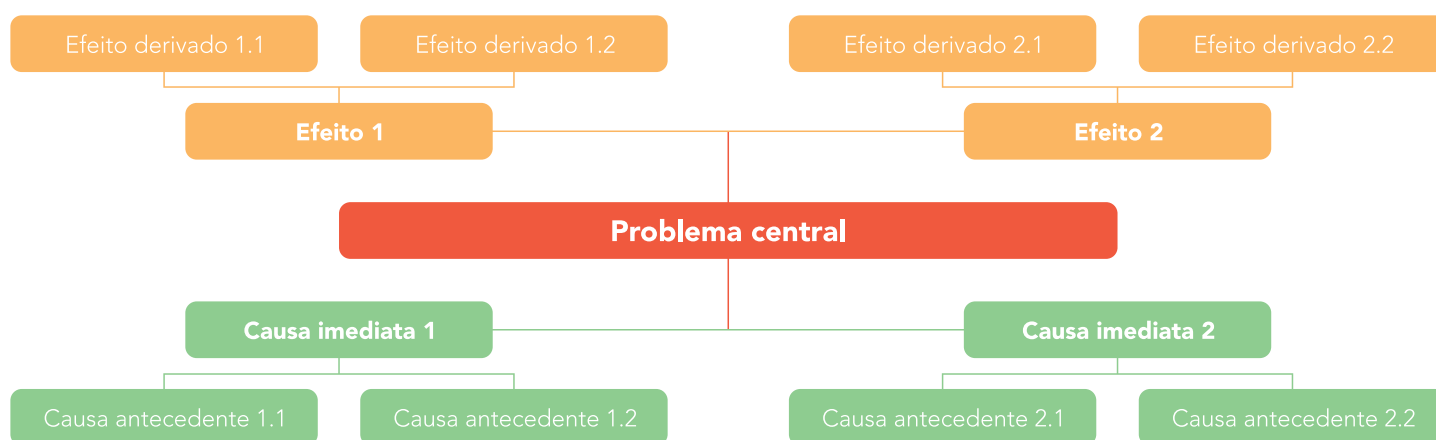 Efeito derivado 1.1
Efeito derivado 1.2
Efeito derivado 2.1
Efeito derivado 2.2
Efeito 1
Efeito 2
Problema central
Causa imediata 1
Causa imediata 2
Causa antecedente 1.1
Causa antecedente 1.2
Causa antecedente 2.1
Causa antecedente 2.2